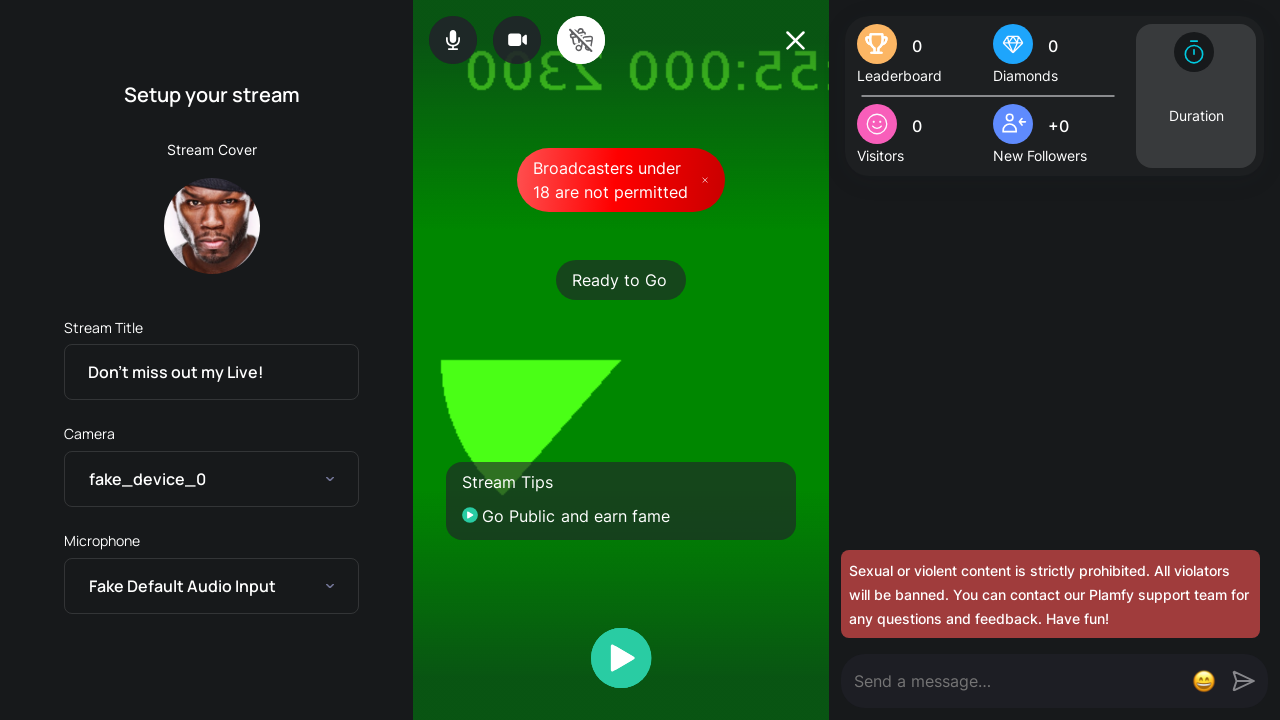 Setup your stream
Stream Cover
Stream Title
Don't miss out my Live!
Camera
fake_device_0
Microphone
Fake Default Audio Input
:55:000 2300
Broadcasters under
18 are not permitted
Ready to Go
Stream Tips
Go Public and earn fame
0
Leaderboard
0
Diamonds
0
Visitors
+0
New Followers
Duration
Sexual or violent content is strictly prohibited. All violators
will be banned. You can contact our Plamfy support team for
any questions and feedback. Have fun!
Send a message...